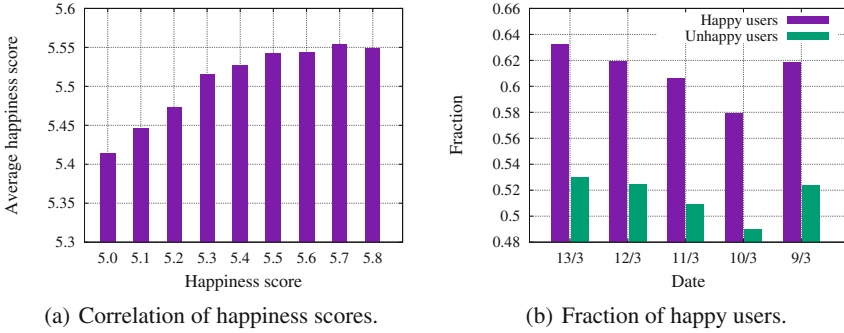 5.6
5.55
5.5
5.45
5.4
5.35
5.3
Average happiness score
5.0 5.1 5.2 5.3 5.4 5.5 5.6 5.7 5.8
Happiness score
(a) Correlation of happiness scores.
0.66
0.64
0.62
0.6
0.58
0.56
0.54
0.52
0.5
0.48
Fraction
Happy users
Unhappy users
13/3 12/3 11/3 10/3 9/3
Date
(b) Fraction of happy users.